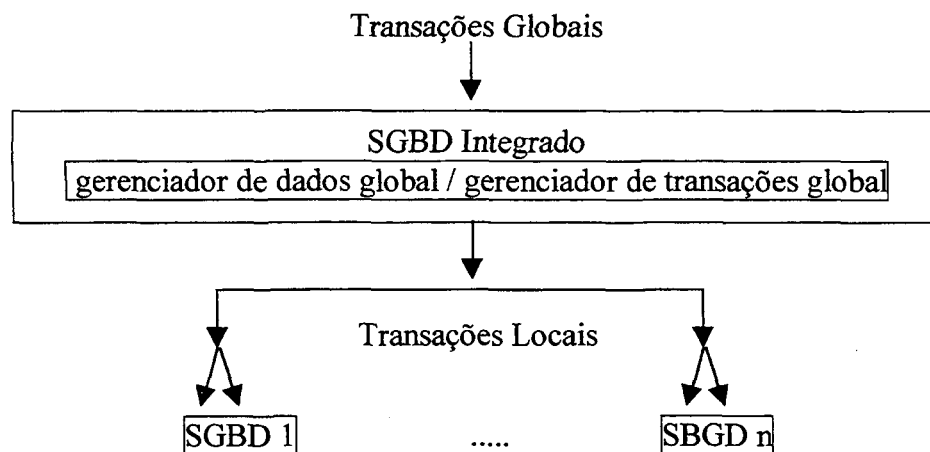 Transações Globais
SGBD Integrado
gerenciador de dados global / gerenciador de transações global
Transações Locais
SGBD 1 ..... SBGD n